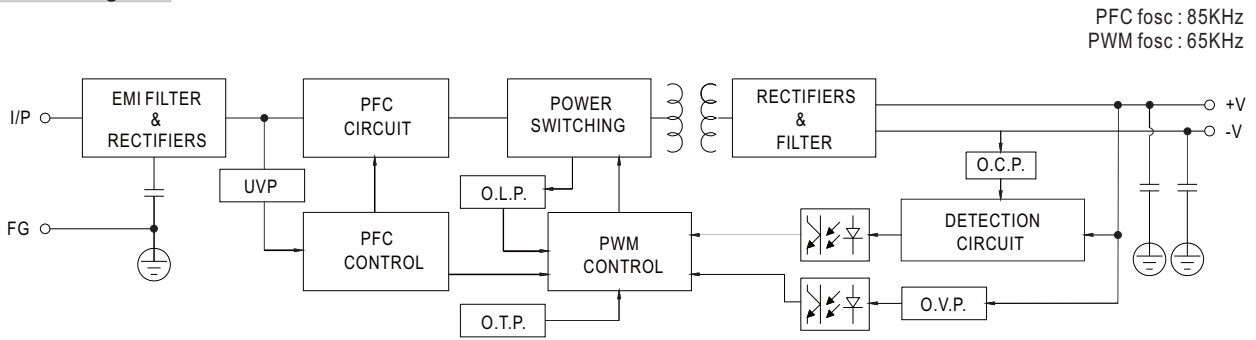 PFC fosc : 85KHz
PWM fosc : 65KHz
I/P
EMI FILTER
&
RECTIFIERS
PFC
CIRCUIT
POWER
SWITCHING
RECTIFIERS
&
FILTER
+V
-V
UVP
O.L.P.
O.C.P.
FG
PFC
CONTROL
PWM
CONTROL
DETECTION
CIRCUIT
O.T.P.
O.V.P.